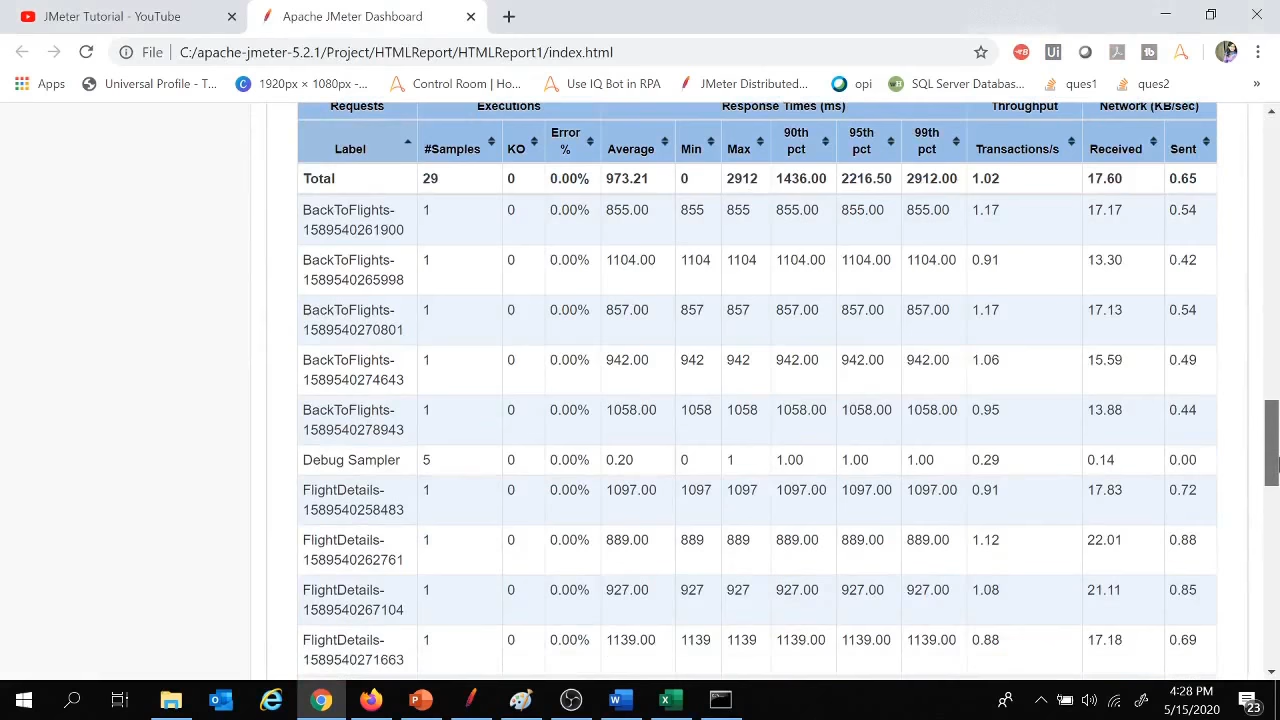 JMeter Tutorial - YouTube
Apache JMeter Dashboard
File C:/apache-jmeter-5.2.1/Project/HTMLReport/HTMLReport1/index.html
Apps Universal Profile - T... 1920px × 1080px -... Control Room | Ho... Use IQ Bot in RPA JMeter Distributed... opi SQL Server Databas... ques1 ques2 »
Requests Executions Response Times (ms) Throughput Network (KB/sec)
Label #Samples KO Error % Average Min Max 90th pct 95th pct 99th pct Transactions/s Received Sent
Total 29 0 0.00% 973.21 0 2912 1436.00 2216.50 2912.00 1.02 17.60 0.65
BackToFlights- 1 0 0.00% 855.00 855 855 855.00 855.00 855.00 1.17 17.17 0.54
1589540261900
BackToFlights- 1 0 0.00% 1104.00 1104 1104 1104.00 1104.00 1104.00 0.91 13.30 0.42
1589540265998
BackToFlights- 1 0 0.00% 857.00 857 857 857.00 857.00 857.00 1.17 17.13 0.54
1589540270801
BackToFlights- 1 0 0.00% 942.00 942 942 942.00 942.00 942.00 1.06 15.59 0.49
1589540274643
BackToFlights- 1 0 0.00% 1058.00 1058 1058 1058.00 1058.00 1058.00 0.95 13.88 0.44
1589540278943
Debug Sampler 5 0 0.00% 0.20 0 1 1.00 1.00 1.00 0.29 0.14 0.00
FlightDetails- 1 0 0.00% 1097.00 1097 1097 1097.00 1097.00 1097.00 0.91 17.83 0.72
1589540258483
FlightDetails- 1 0 0.00% 889.00 889 889 889.00 889.00 889.00 1.12 22.01 0.88
1589540262761
FlightDetails- 1 0 0.00% 927.00 927 927 927.00 927.00 927.00 1.08 21.11 0.85
1589540267104
FlightDetails- 1 0 0.00% 1139.00 1139 1139 1139.00 1139.00 1139.00 0.88 17.18 0.69
1589540271663
4:28 PM
5/15/2020
23